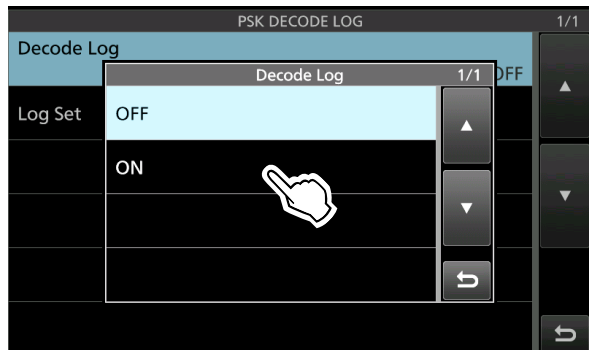 PSK DECODE LOG 1/1
Decode Log
OFF
Decode Log 1/1
Log Set
OFF
ON